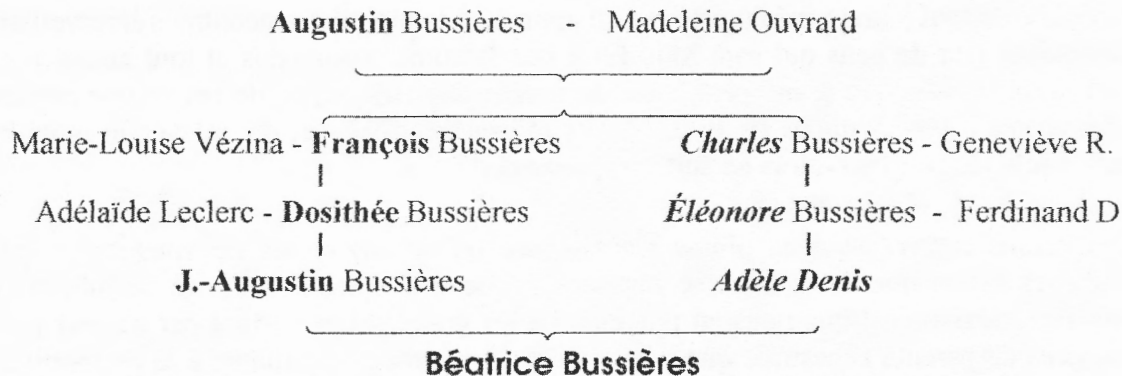 Augustin Bussières - Madeleine Ouvrard
Marie-Louise Vézina - François Bussières Charles Bussières - Geneviève R.
Adélaïde Leclerc - Dosithée Bussières Éléonore Bussières - Ferdinand D
J.-Augustin Bussières Adèle Denis
Béatrice Bussières